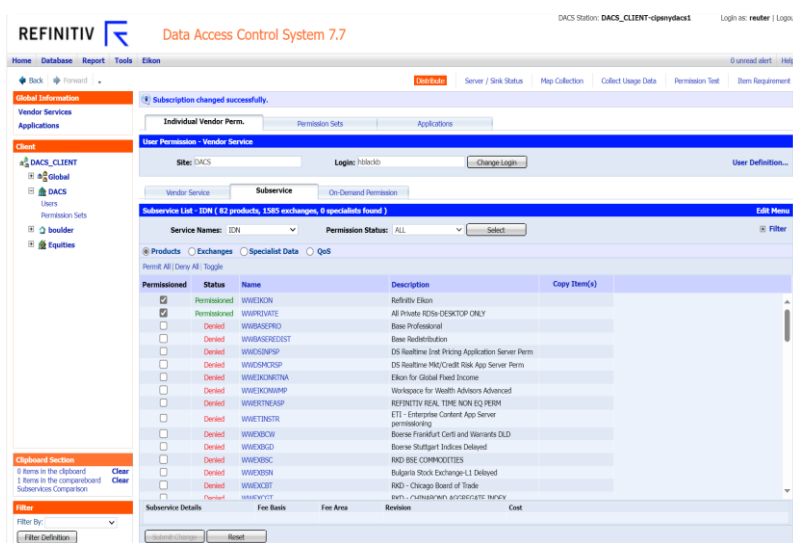 DACS Station: DACS_CLIENT-cipsnydacs1 Login as: reuter | Logou
REFINITIV
Data Access Control System 7.7
Home Database Report Tools Eikon 0 unread alert Help
Back Forward Distribute Server / Sink Status Map Collection Collect Usage Data Permission Test Item Requirement
Global Information
Vendor Services
Applications
Client
DACS_CLIENT
Global
DACS
Users
Permission Sets
boulder
Equities
Clipboard Section
0 items in the clipboard Clear
1 items in the compareboard Clear
Subservices Comparison
Filter
Filter By:
Filter Definition
Subscription changed successfully.
Individual Vendor Perm. Permission Sets Applications
User Permission - Vendor Service
Site: DACS Login: hblackb Change Login User Definition...
Vendor Service Subservice On-Demand Permission
Subservice List - IDN ( 82 products, 1585 exchanges, 0 specialists found ) Edit Menu
Service Names: IDN Permission Status: ALL Select Filter
Products Exchanges Specialist Data QoS
Permit All | Deny All | Toggle
Permissioned Status Name Description Copy Item(s)
Permissioned WWEIKON Refinitiv Eikon
Permissioned WWPRIVATE All Private RDSs-DESKTOP ONLY
Denied WWBASEPRO Base Professional
Denied WWBASEREDIST Base Redistribution
Denied WWDSINPSP DS Realtime Inst Pricing Application Server Perm
Denied WWDSMCRSP DS Realtime Mkt/Credit Risk App Server Perm
Denied WWEIKONRTNA Eikon for Global Fixed Income
Denied WWEIKONWMP Workspace for Wealth Advisors Advanced
Denied WWERTNEASP REFINITIV REAL TIME NON EQ PERM
Denied WWETINSTR ETI - Enterprise Content App Server
permissioning
Denied WWEXBCW Boerse Frankfurt Certi and Warrants DLD
Denied WWEXBGD Boerse Stuttgart Indices Delayed
Denied WWEXBSC RKD BSE COMMODITIES
Denied WWEXBSN Bulgaria Stock Exchange-L1 Delayed
Denied WWEXCBT RKD - Chicago Board of Trade
Denied WWEXCGT RKD - CHINABOND AGGREGATE INDEX
Subservice Details Fee Basis Fee Area Revision Cost
Submit Change Reset